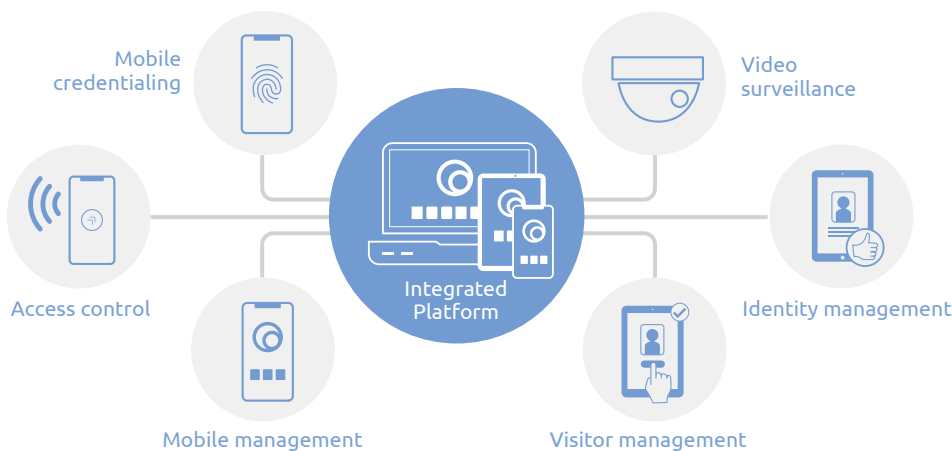 Mobile
credentialing
Video
surveillance
Integrated
Platform
Access control
Identity management
Mobile management
Visitor management